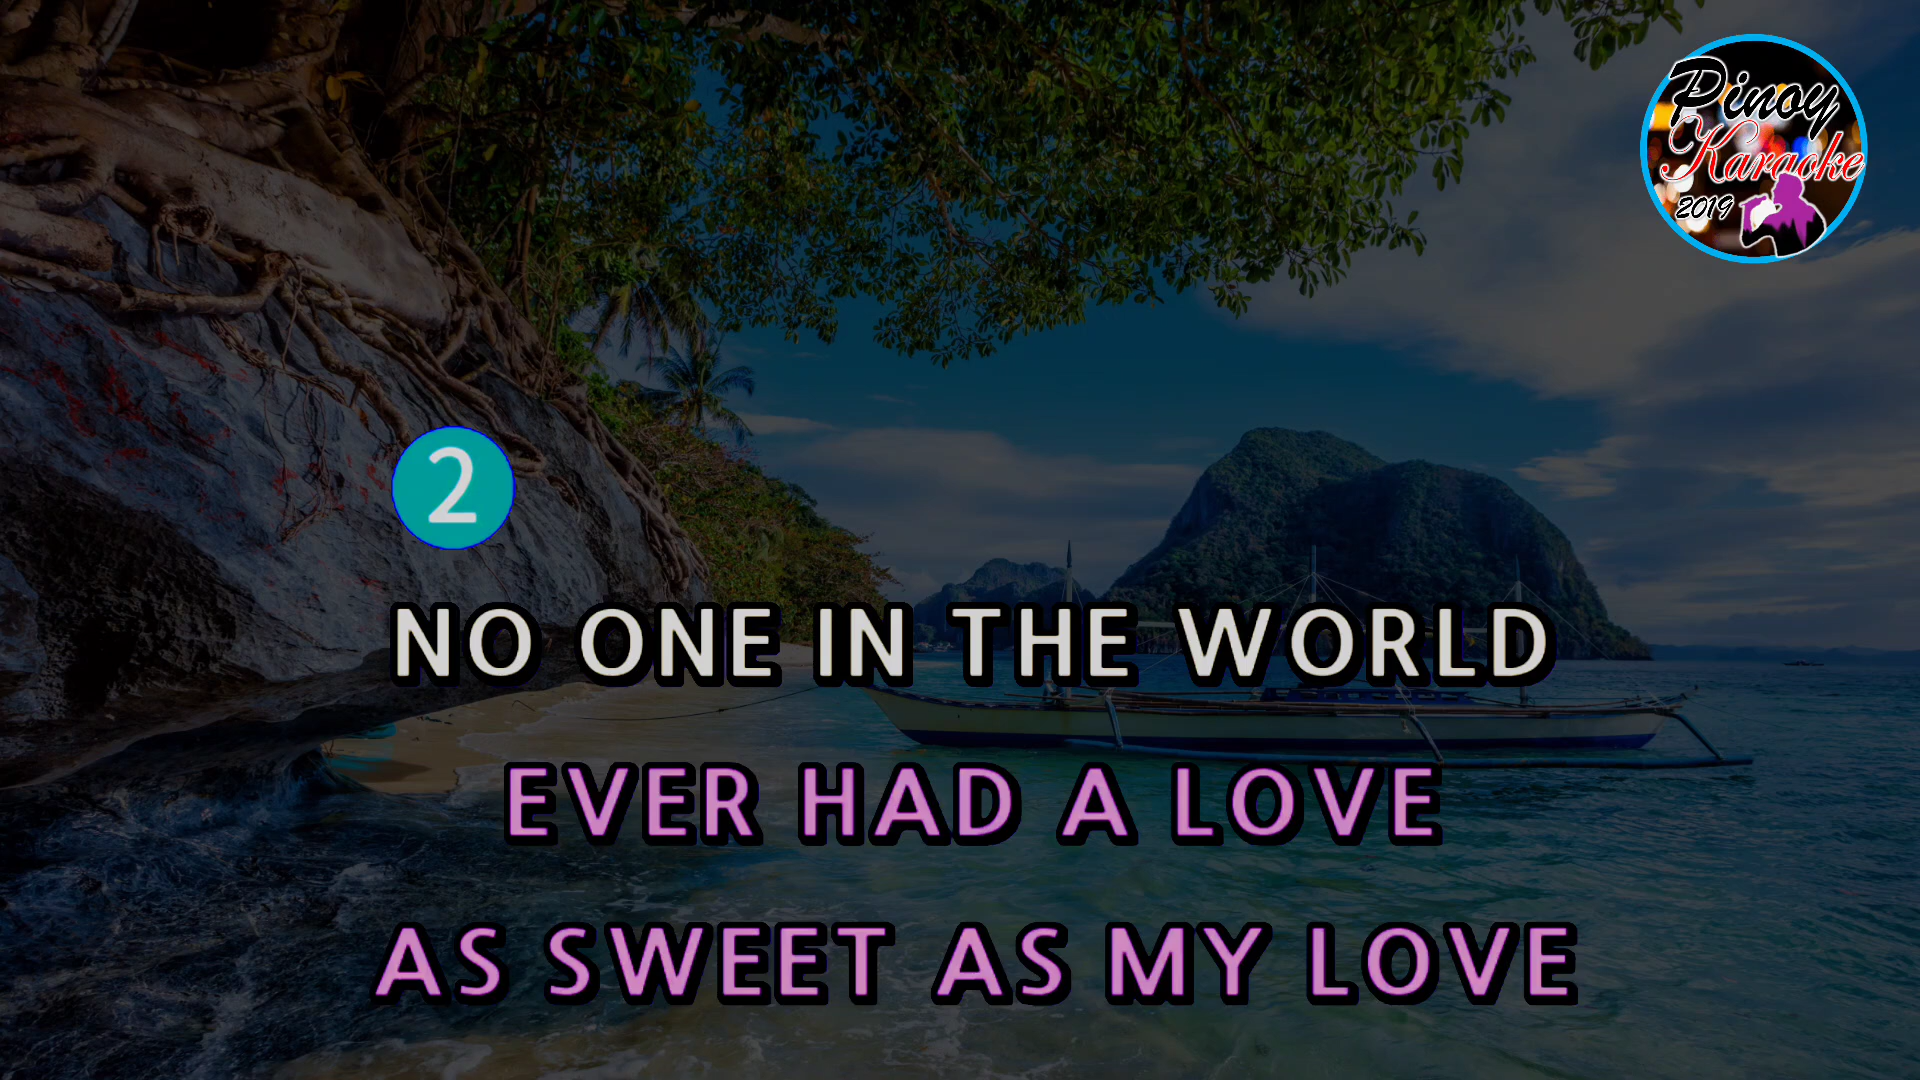 Pinoy
Karaoke
2019
2
NO ONE IN THE WORLD
EVER HAD A LOVE
AS SWEET AS MY LOVE